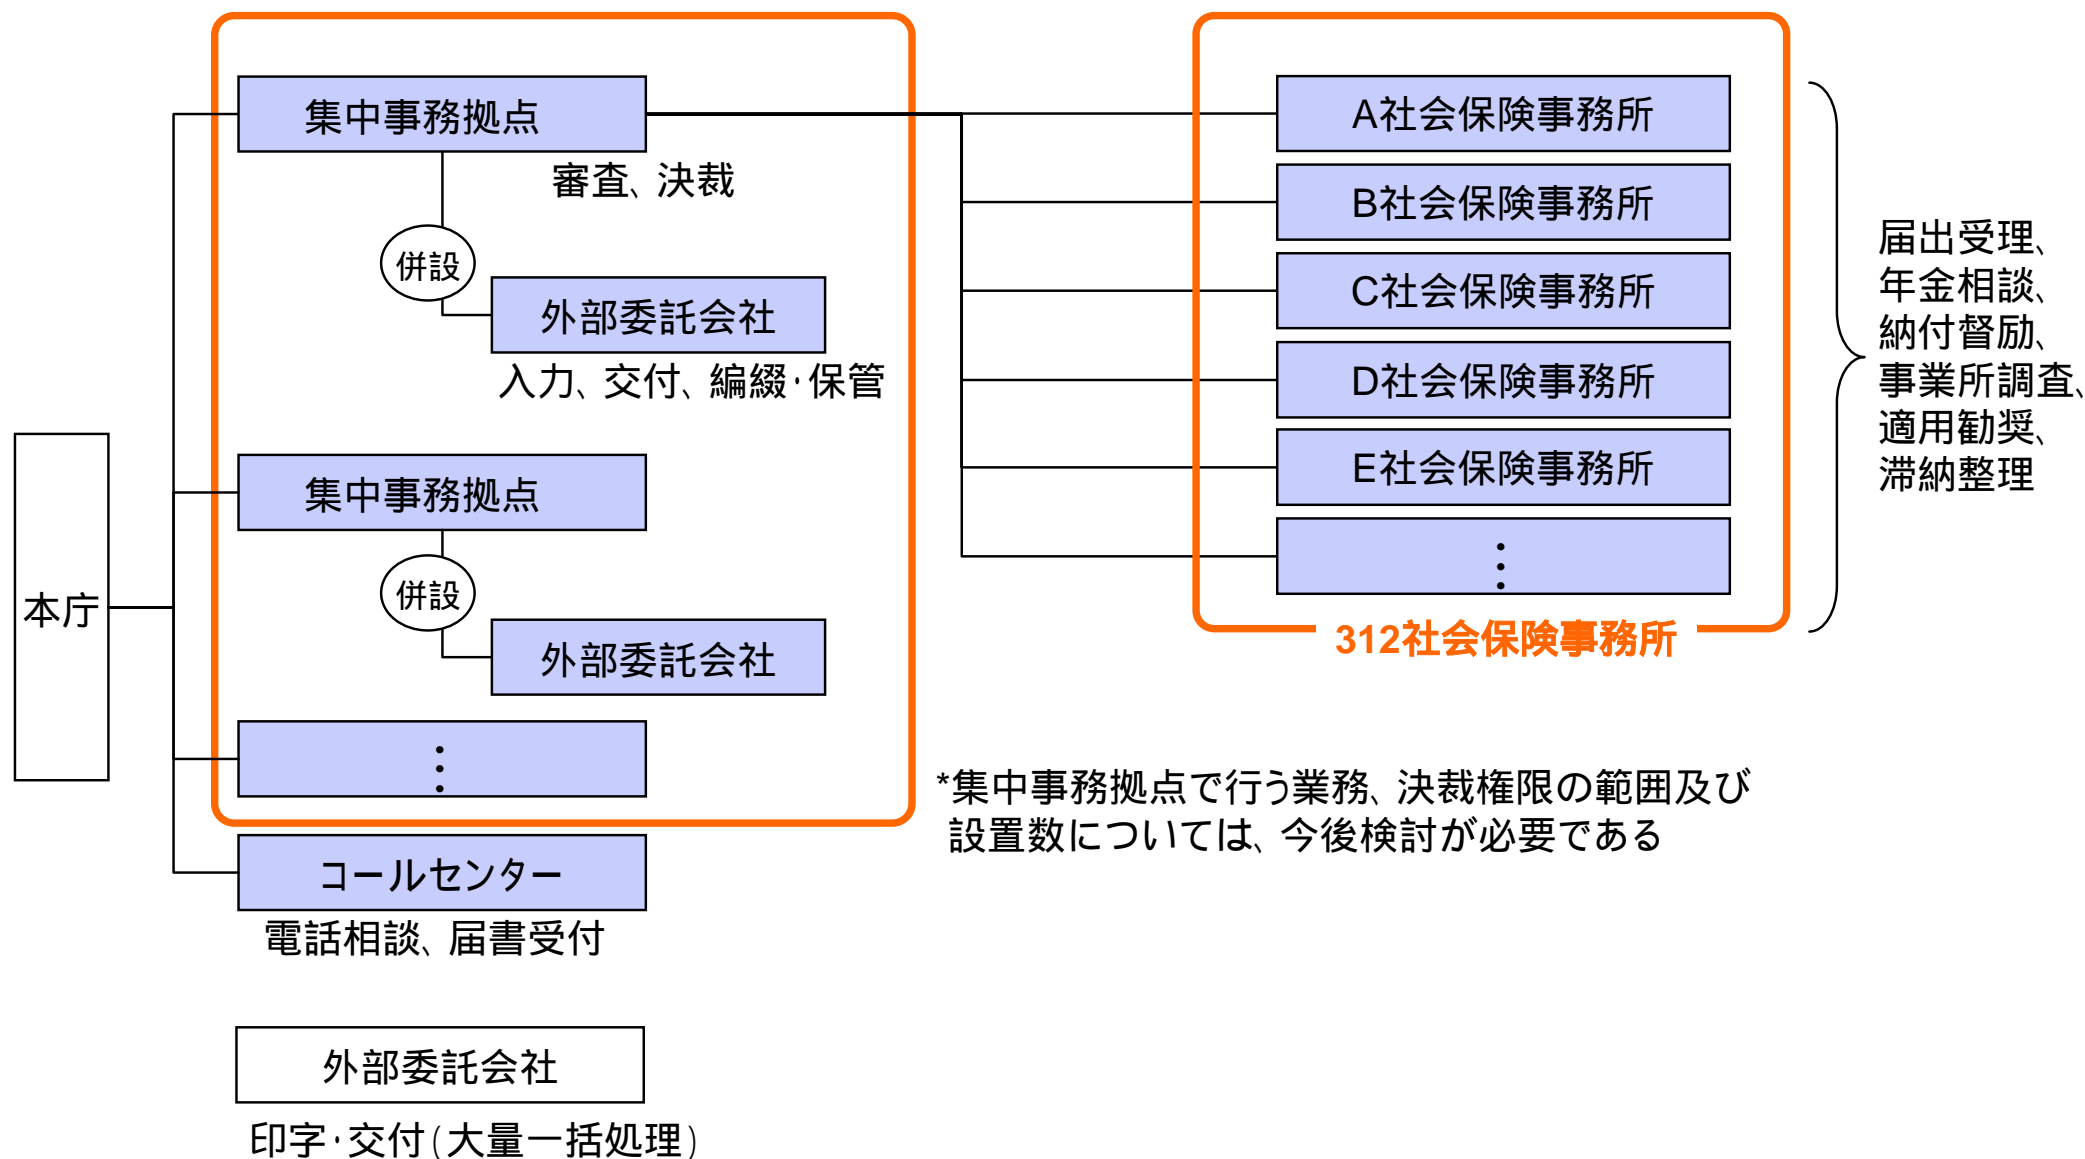 本庁
集中事務拠点
審査、決裁
併設
外部委託会社
入力、交付、編綴・保管
集中事務拠点
併設
外部委託会社
⋮
コールセンター
電話相談、届書受付
外部委託会社
印字・交付(大量一括処理)
A社会保険事務所
B社会保険事務所
C社会保険事務所
D社会保険事務所
E社会保険事務所
⋮
312社会保険事務所
届出受理、
年金相談、
納付督励、
事業所調査、
適用勧奨、
滞納整理
*集中事務拠点で行う業務、決裁権限の範囲及び
設置数については、今後検討が必要である